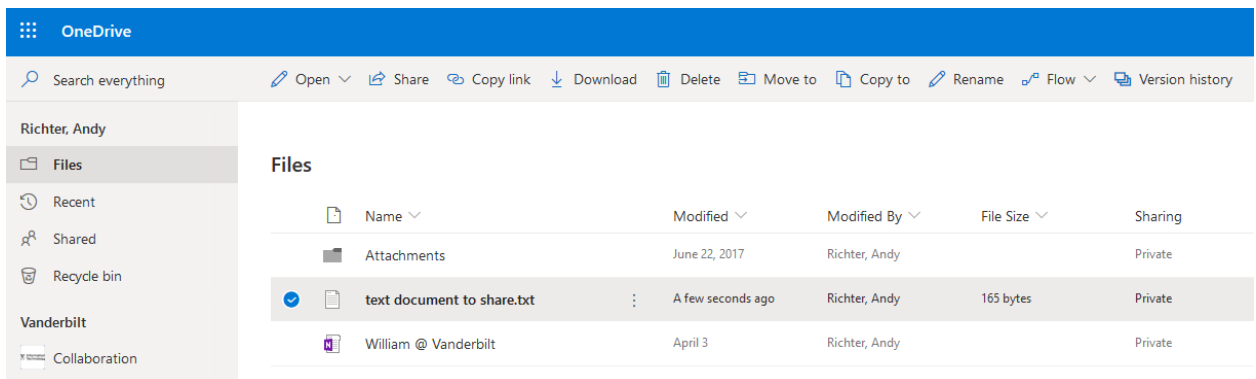 OneDrive
Search everything Open Share Copy link Download Delete Move to Copy to Rename Flow Version history
Richter, Andy
Files
Recent
Shared
Recycle bin
Vanderbilt
Collaboration
Files
Name Modified Modified By File Size Sharing
Attachments June 22, 2017 Richter, Andy Private
text document to share.txt A few seconds ago Richter, Andy 165 bytes Private
William @ Vanderbilt April 3 Richter, Andy Private